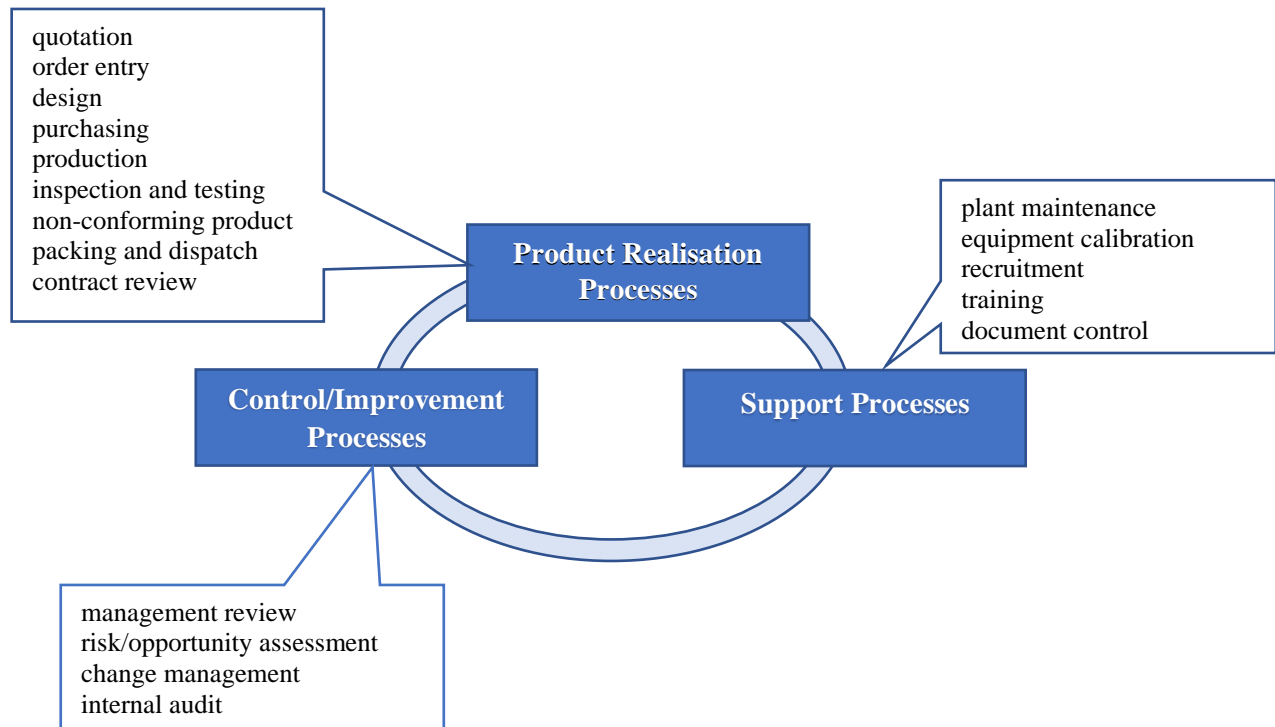 quotation
order entry
design
purchasing
production
inspection and testing
non-conforming product
packing and dispatch
contract review
Product Realisation
Processes
plant maintenance
equipment calibration
recruitment
training
document control
Control/Improvement
Processes
Support Processes
management review
risk/opportunity assessment
change management
internal audit